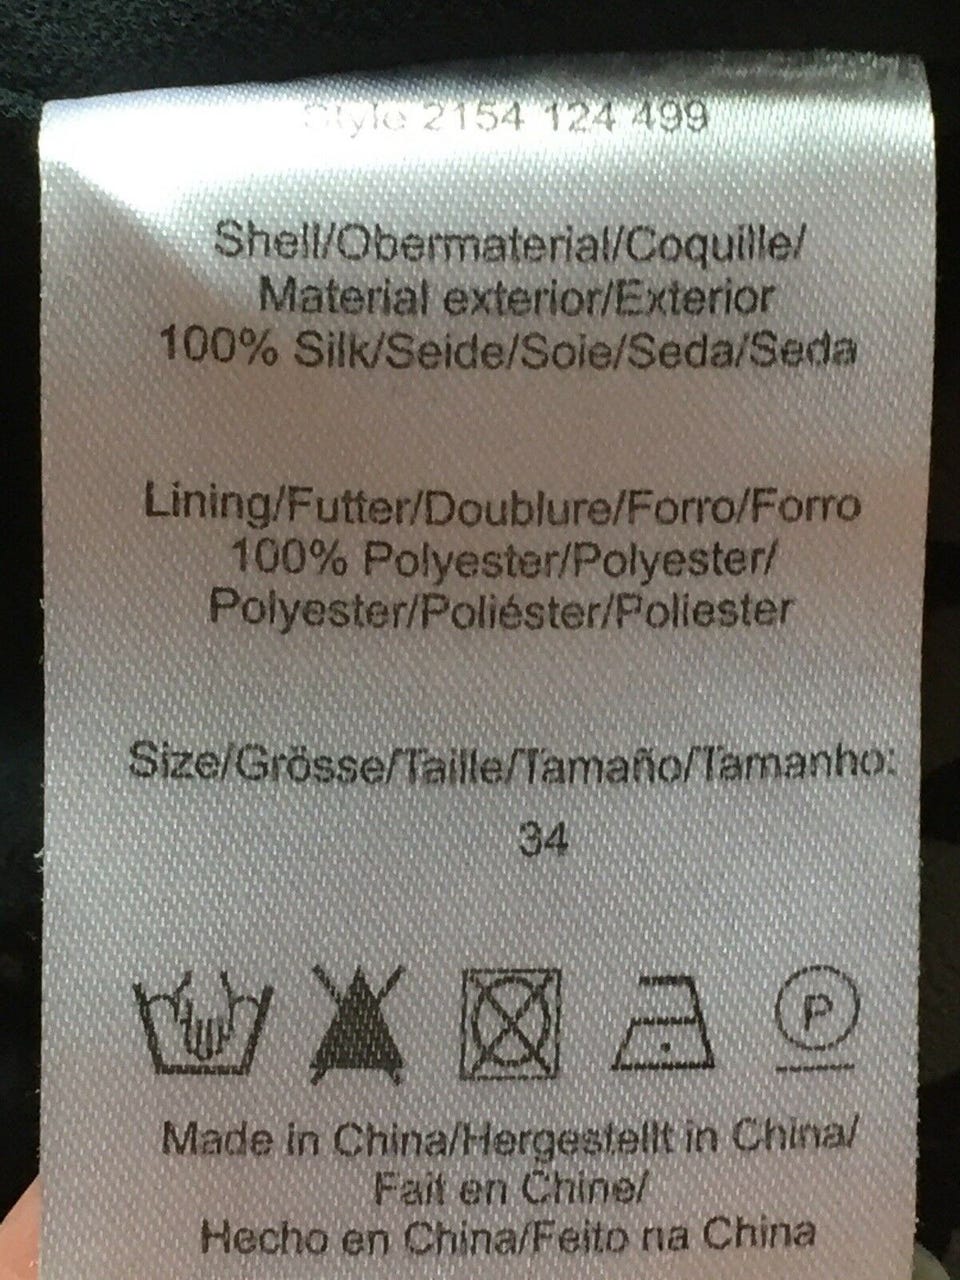 Style 2154 124 499
Shell/Obermaterial/Coquille/
Material exterior/Exterior
100% Silk/Seide/Soie/Seda/Seda
Lining/Futter/Doublure/Forro/Forro
100% Polyester/Polyester/
Polyester/Poliéster/Poliester
Size/Grösse/Taille/Tamaño/Tamanho:
34
P
Made in China/Hergestellt in China/
Fait en Chine/
Hecho en China/Feito na China